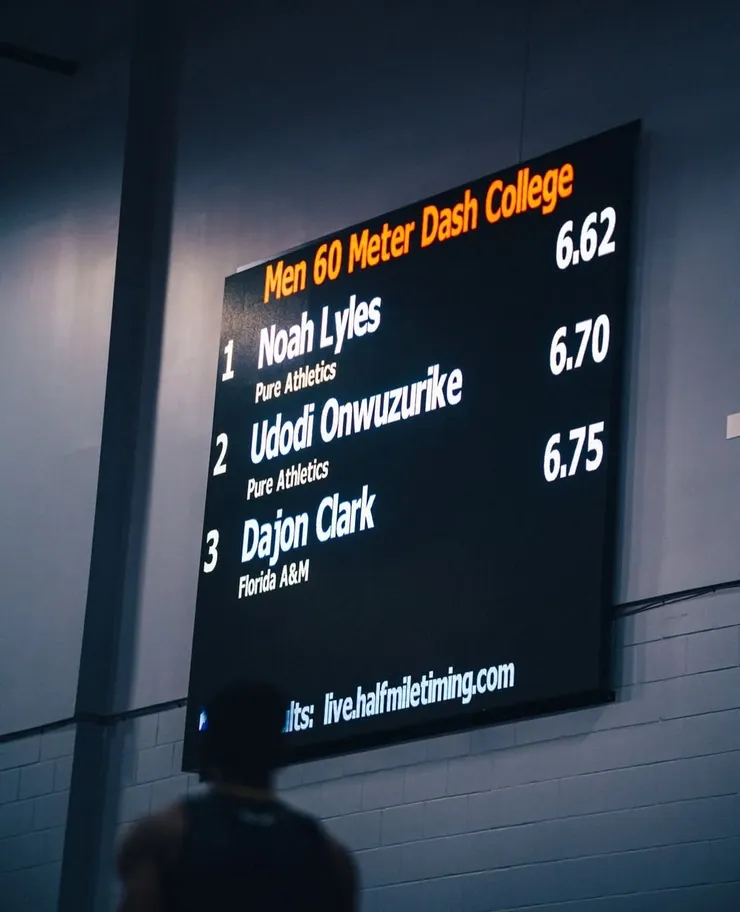 Men 60 Meter Dash College
1 Noah Lyles 6.62
Pure Athletics
2 Udodi Onwuzurike 6.70
Pure Athletics
3 Dajon Clark 6.75
Florida A&M
live.halfmiletiming.com